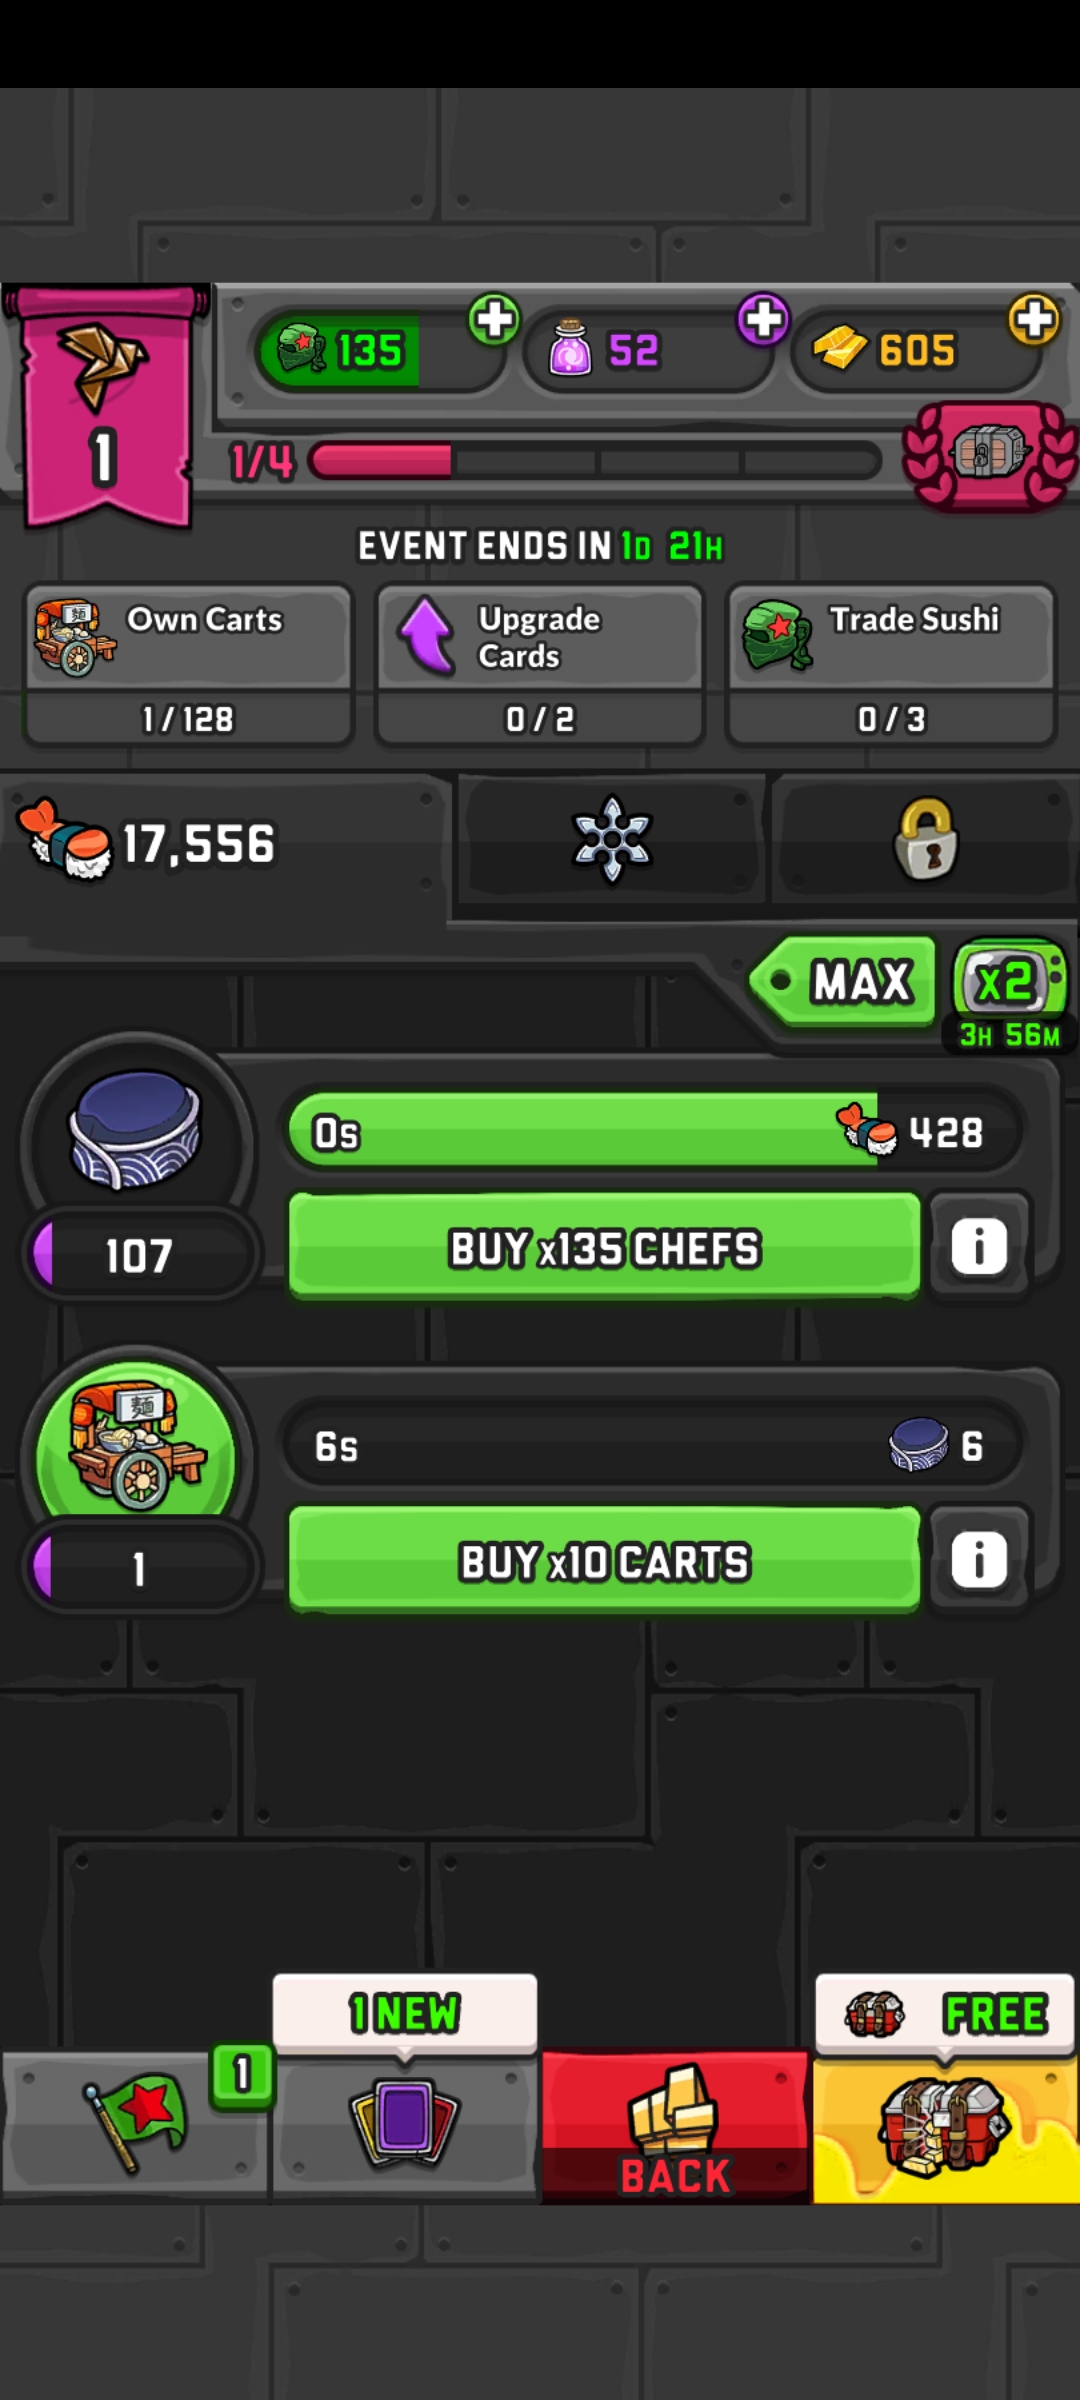 135
52
605
1
1/4
EVENT ENDS IN 1D 21H
Own Carts
Upgrade
Cards
Trade Sushi
1 / 128
0 / 2
0 / 3
17,556
MAX
x2
3H 56M
0s
428
107
BUY x135 CHEFS
i
麺
6s
6
1
BUY x10 CARTS
i
1 NEW
FREE
1
BACK